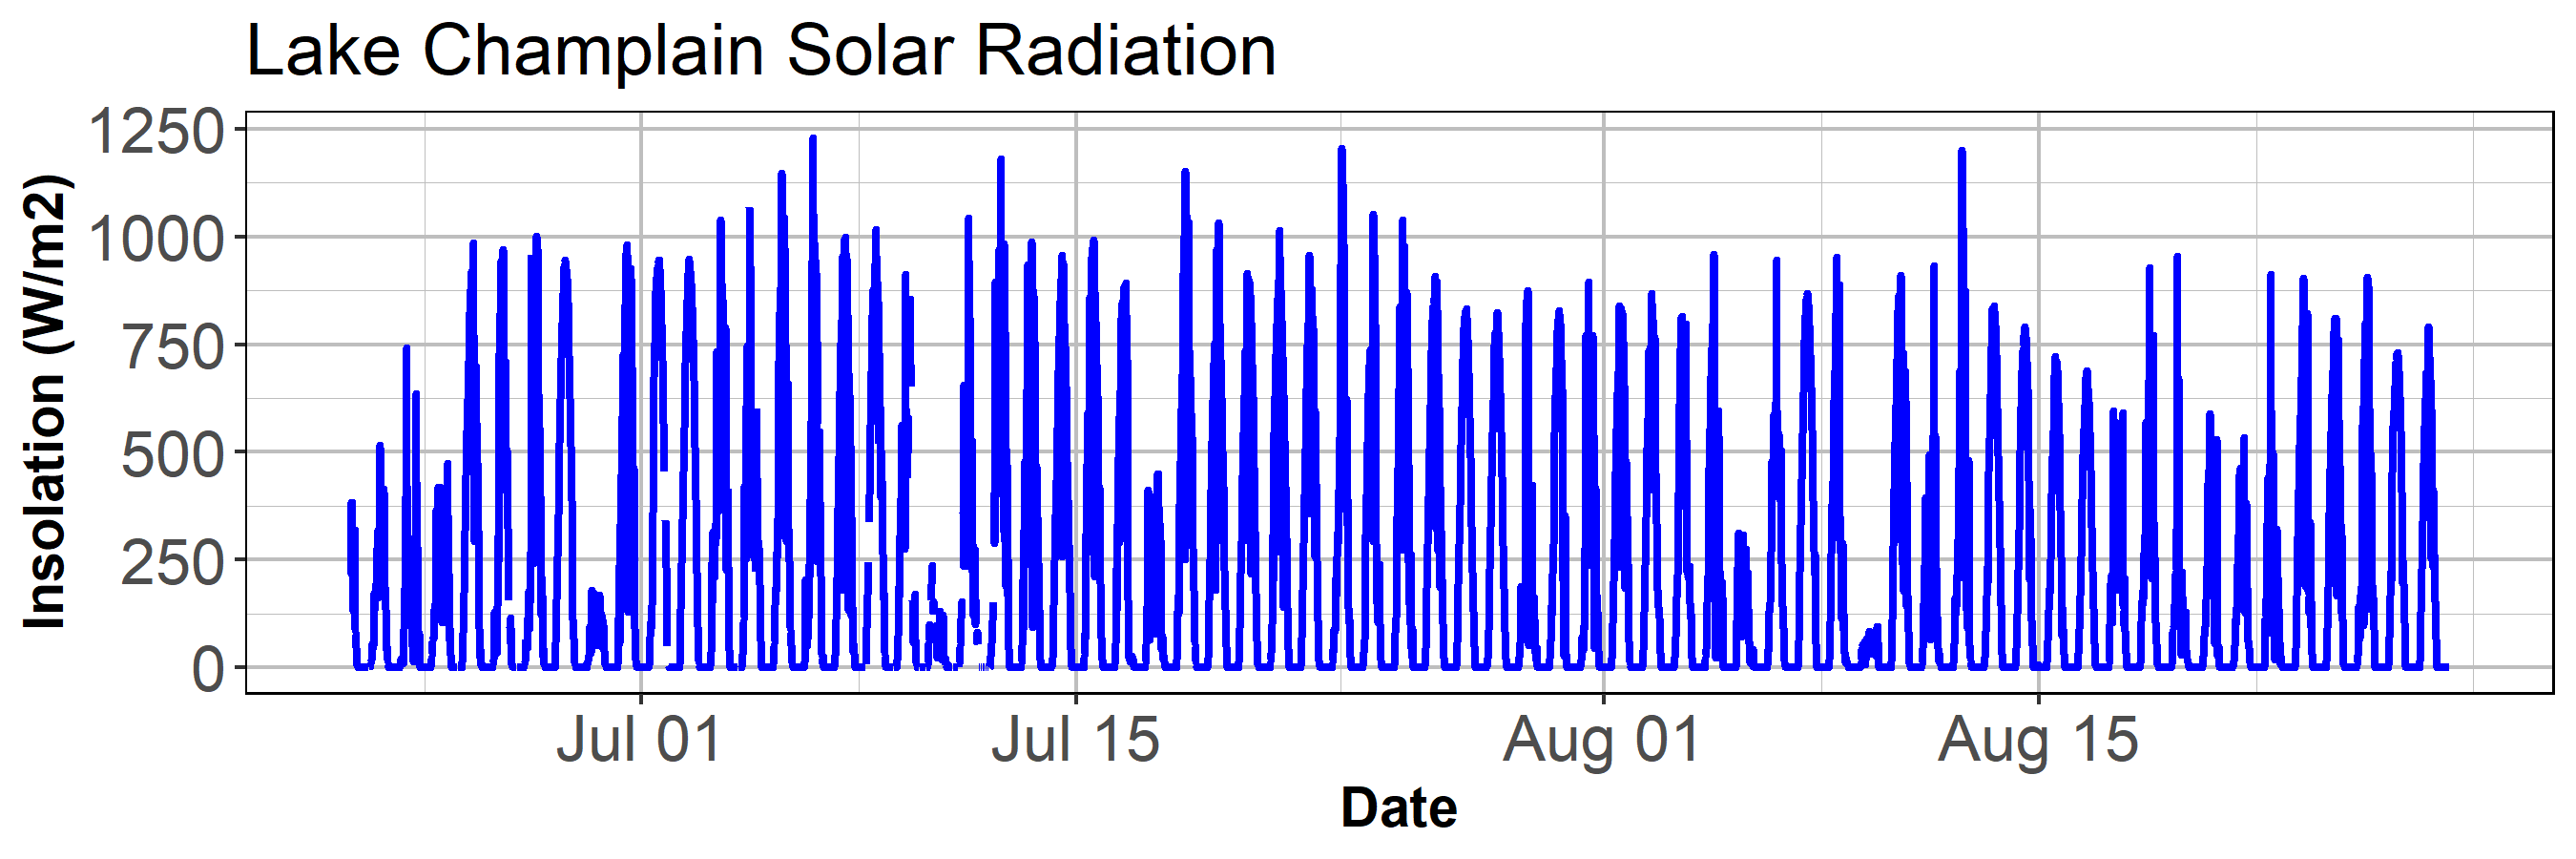 Lake Champlain Solar Radiation
Insolation (W/m2)
1250
1000
750
500
250
0
Jul 01
Jul 15
Aug 01
Aug 15
Date